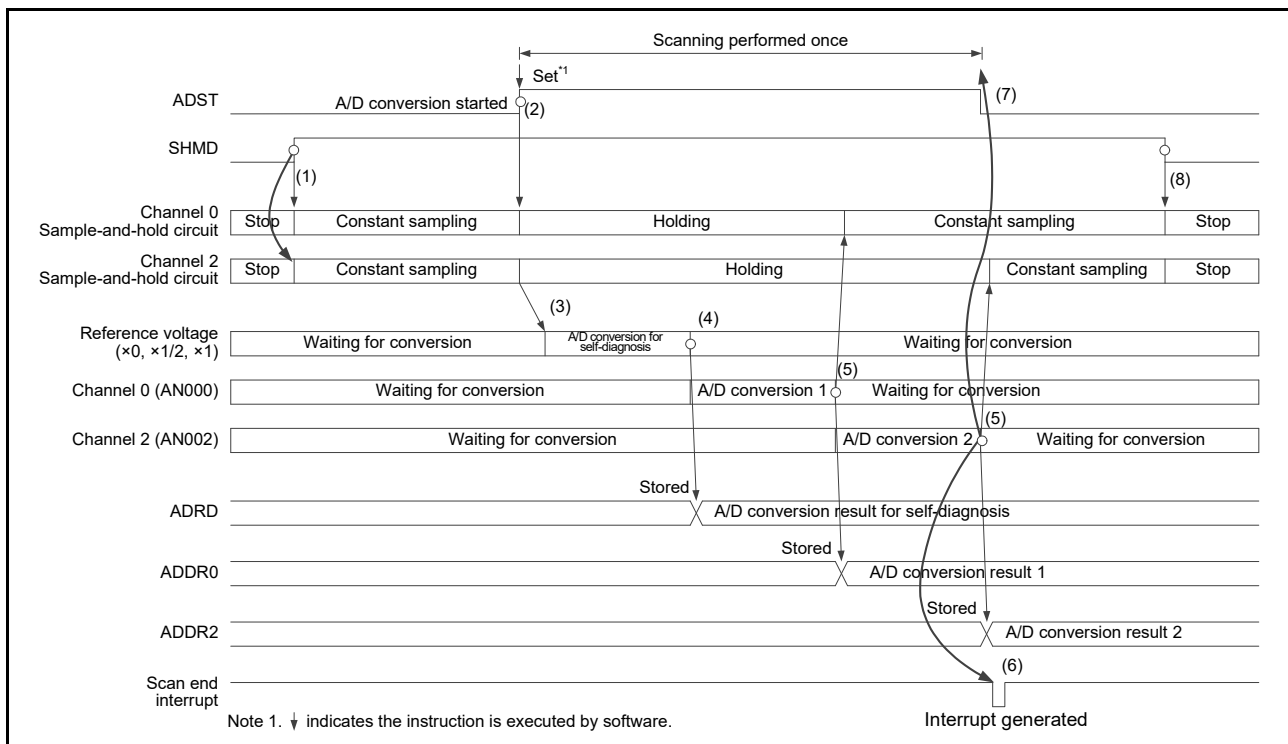 Scanning performed once
Set*1
ADST
A/D conversion started
(2)
(7)
SHMD
(1)
(8)
Channel 0
Sample-and-hold circuit
Stop
Constant sampling
Holding
Constant sampling
Stop
Channel 2
Sample-and-hold circuit
Stop
Constant sampling
Holding
Constant sampling
Stop
(3)
(4)
Reference voltage
(×0, ×1/2, ×1)
Waiting for conversion
A/D conversion for
self-diagnosis
Waiting for conversion
(5)
Channel 0 (AN000)
Waiting for conversion
A/D conversion 1
Waiting for conversion
(5)
Channel 2 (AN002)
Waiting for conversion
A/D conversion 2
Waiting for conversion
Stored
ADRD
A/D conversion result for self-diagnosis
Stored
ADDR0
A/D conversion result 1
Stored
ADDR2
A/D conversion result 2
(6)
Scan end
interrupt
Note 1. ↓ indicates the instruction is executed by software.
Interrupt generated